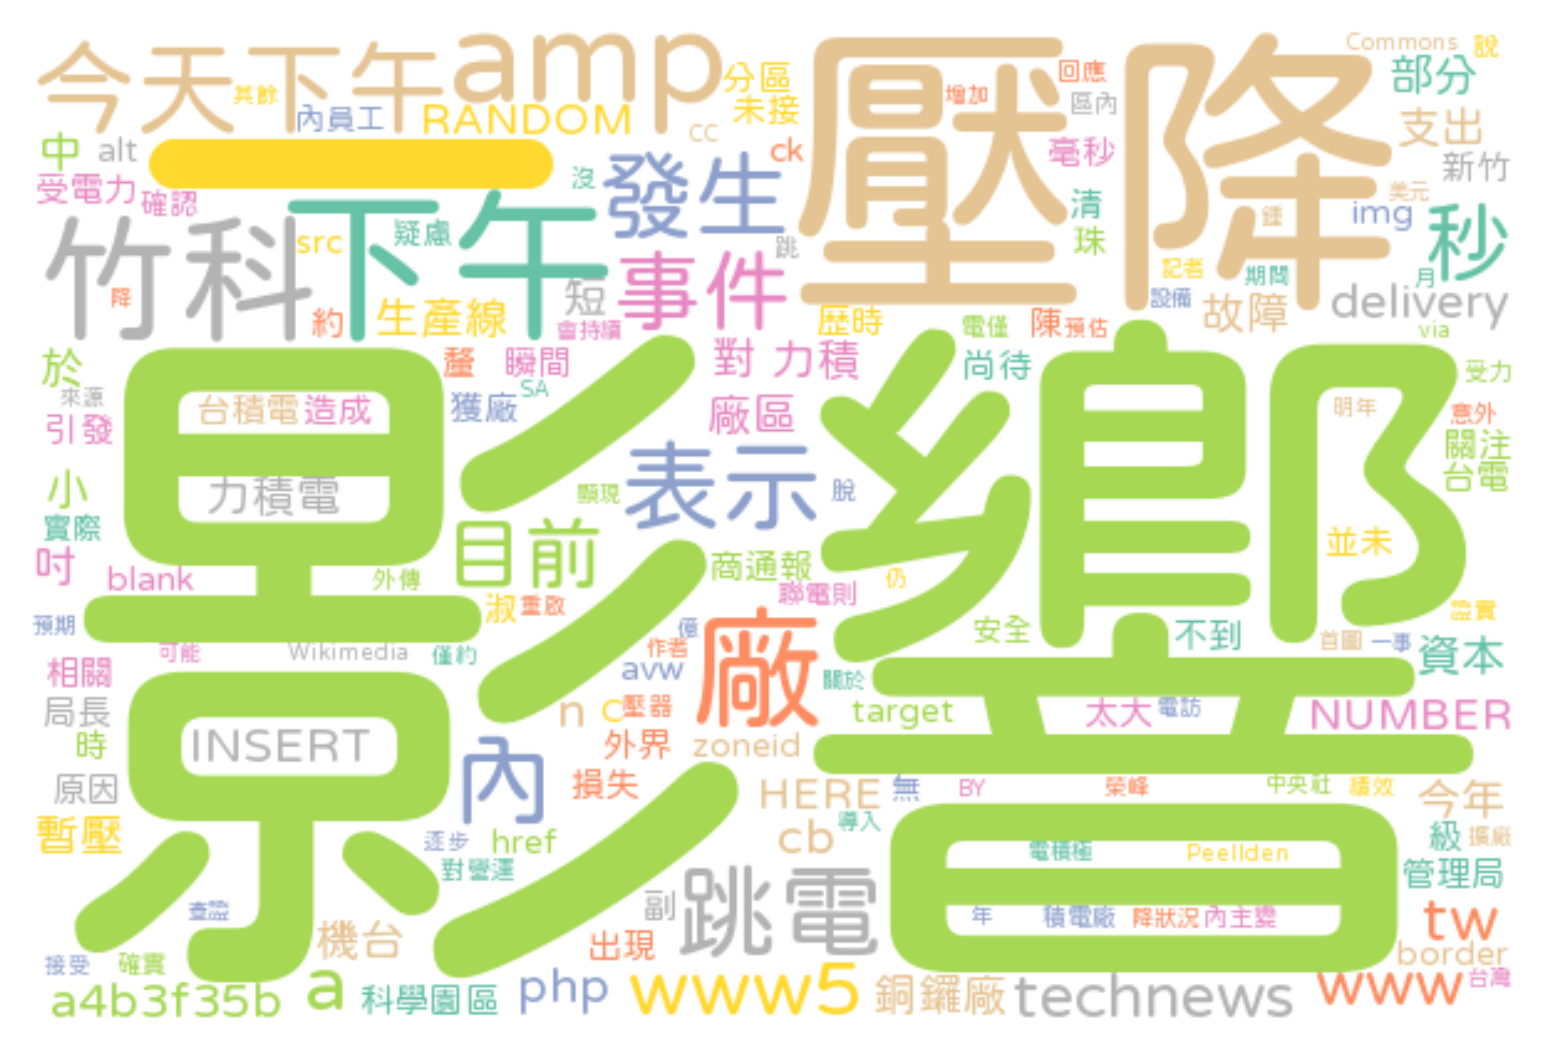 今天下午
amp
壓降
Commons
說
其餘
分區
回應
部分
內員工
RANDOM
未接
增加
區內
支出
CC
中
alt
一
ck
毫秒
新竹
受電力
確認
沒
發生
清
美元
img
秒
竹科
下午
src
疑慮
跳
珠
鍾
記者
期間
月
降
短
事件
設備
故障
delivery
約
生產線
會持續
歷時
電僅
陳
預估
via
影響
於
釐
瞬間
對
力積
尚待
受力
來源
台積電
造成
獲廠
SA
廠區
明年
意外
引發
關注
小
力積電
顯現
表示
脫
台電
實際
目前
並未
吋
blank
外傳
商通報
仍
淑
重啟
聯電則
證實
預期
億
廠
安全
不到
首圖
一事
可能
Wikimedia
僅約
作者
資本
相關
avw
關於
局長
n
C
壓器
target
太大
電訪
NUMBER
時
INSERT
外界
zoneid
原因
內
損失
HERE
無
BY
榮峰
中央社
績效
今年
暫壓
逐步
href
cb
導入
級
擴廠
對營運
電積極
Peellden
管理局
查證
副
跳電
年
積電廠
降狀況
內主變
tw
機台
出現
border
接受
確實
a4b3f35b
a
科學園區
php
www5
銅鑼廠
technews
www
台灣